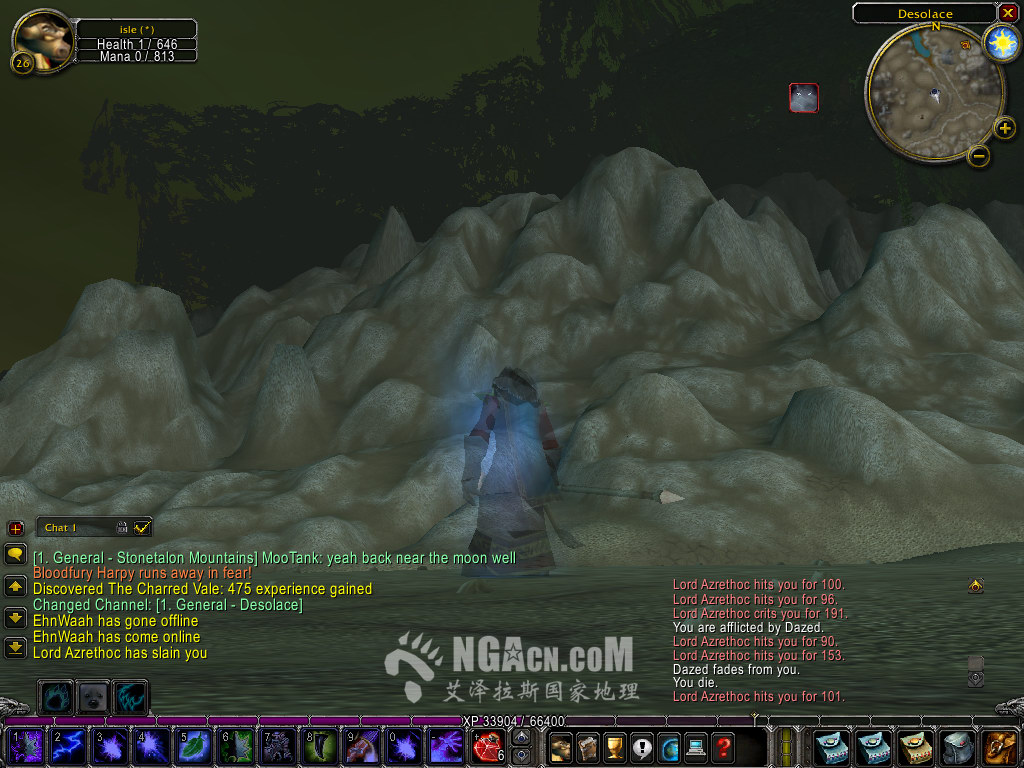 isle (*)
Health 1 / 646
Mana 0 / 813
26
Desolace
N
Chat 1
[1. General - Stonetalon Mountains] MooTank: yeah back near the moon well
Bloodfury Harpy runs away in fear!
Discovered The Charred Vale: 475 experience gained
Changed Channel: [1. General - Desolace]
EhnWaah has gone offline
EhnWaah has come online
Lord Azrethoc has slain you
Lord Azrethoc hits you for 100.
Lord Azrethoc hits you for 96.
Lord Azrethoc crits you for 191.
You are afflicted by Dazed.
Lord Azrethoc hits you for 90.
Lord Azrethoc hits you for 153.
Dazed fades from you.
You die.
Lord Azrethoc hits you for 101.
NGACN.COM
艾泽拉斯国家地理
XP 33904 / 66400
1 2 3 4 5 6 7 8 9 0 - + 6